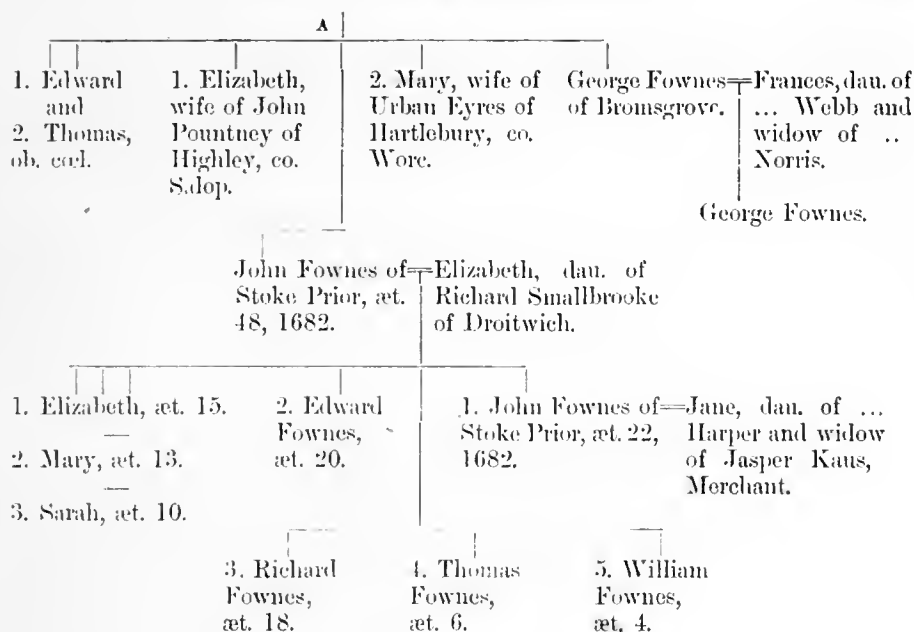 A
1. Edward
and
2. Thomas,
ob. cœl.
1. Elizabeth,
wife of John
Pountney of
Highley, co.
Salop.
2. Mary, wife of
Urban Eyres of
Hartlebury, co.
Worc.
George Fownes
of Bromsgrove.
Frances, dau. of
... Webb and
widow of ..
Norris.
George Fownes.
John Fownes of
Stoke Prior, æt.
48, 1682.
Elizabeth, dau. of
Richard Smallbrooke
of Droitwich.
1. Elizabeth, æt. 15.
2. Mary, æt. 13.
3. Sarah, æt. 10.
2. Edward
Fownes,
æt. 20.
1. John Fownes of
Stoke Prior, æt. 22,
1682.
Jane, dau. of ...
Harper and widow
of Jasper Kaus,
Merchant.
3. Richard
Fownes,
æt. 18.
4. Thomas
Fownes,
æt. 6.
5. William
Fownes,
æt. 4.